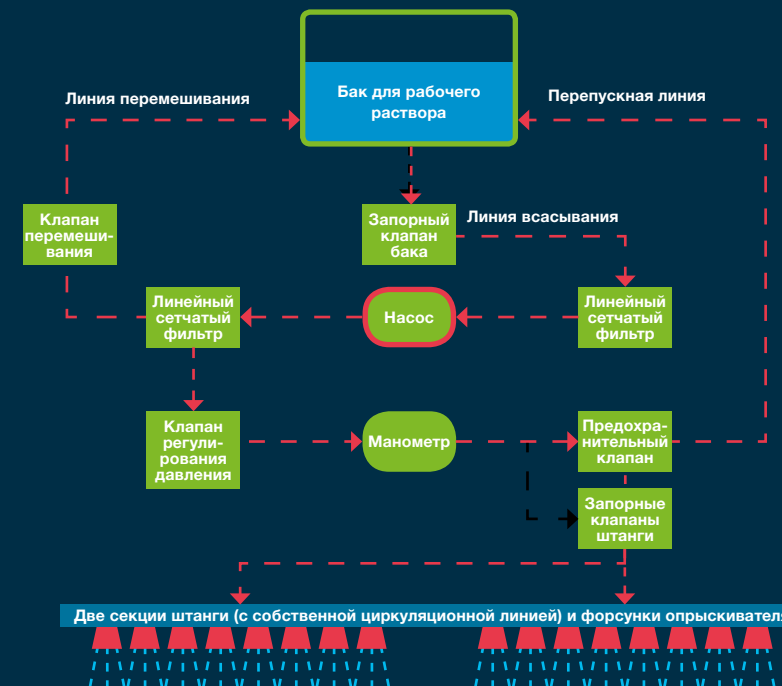 Линия перемешивания
Бак для рабочего
раствора
Перепускная линия
Клапан
перемеши-
вания
Запорный
клапан
бака
Линия всасывания
Линейный
сетчатый
фильтр
Насос
Линейный
сетчатый
фильтр
Клапан
регули-
рования
давления
Манометр
Предохра-
нительный
клапан
Запорные
клапаны
штанги
Две секции штанги (с собственной циркуляционной линией) и форсунки опрыскивателя